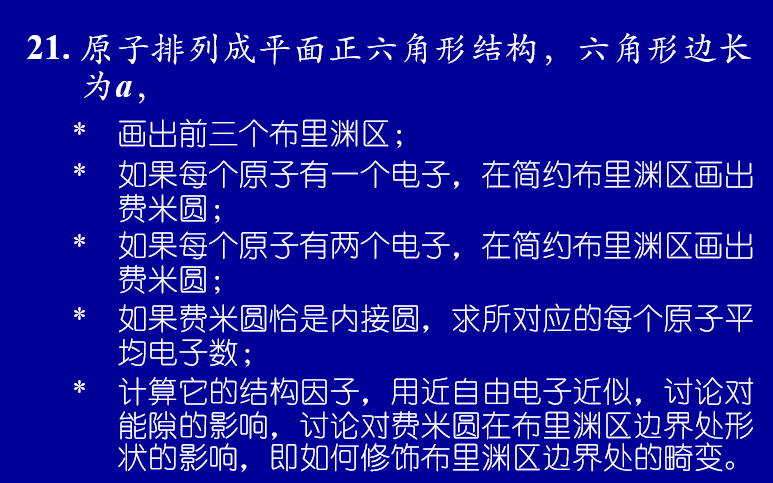 21. 原子排列成平面正六角形结构，六角形边长
为a，
* 画出前三个布里渊区；
* 如果每个原子有一个电子，在简约布里渊区画出
费米圆；
* 如果每个原子有两个电子，在简约布里渊区画出
费米圆；
* 如果费米圆恰是内接圆，求所对应的每个原子平
均电子数；
* 计算它的结构因子，用近自由电子近似，讨论对
能隙的影响，讨论对费米圆在布里渊区边界处形
状的影响，即如何修饰布里渊区边界处的畸变。